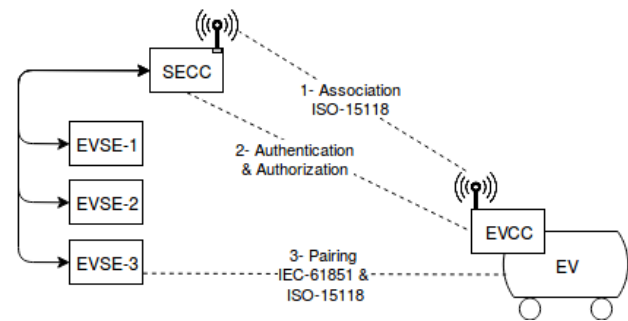 SECC
1- Association
ISO-15118
EVSE-1
2- Authentication
& Authorization
EVSE-2
EVCC
EVSE-3
3- Pairing
IEC-61851 &
ISO-15118
EV